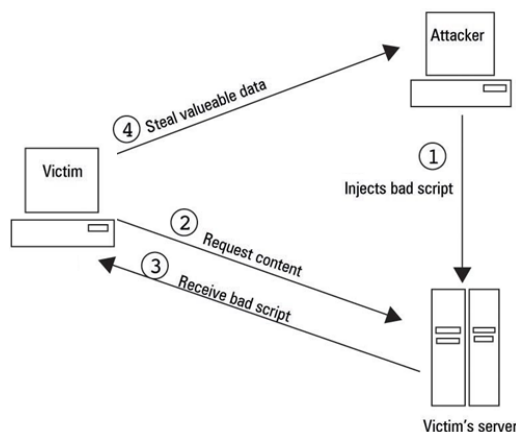 Attacker
④ Steal valueable data
①
Victim
Injects bad script
② Request content
③ Receive bad script
Victim's server